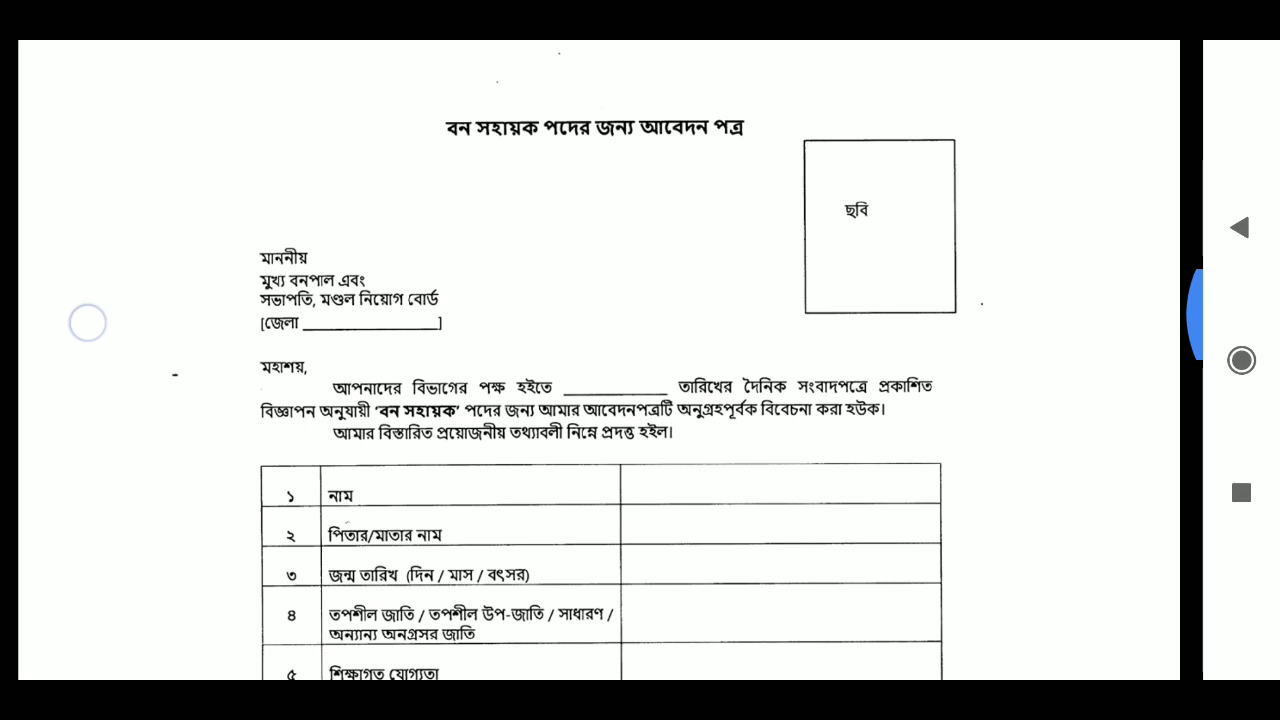 বন সহায়ক পদের জন্য আবেদন পত্র
ছবি
মাননীয়
মুখ্য বনপাল এবং
সভাপতি, মণ্ডল নিয়োগ বোর্ড
[জেলা ________________]
মহাশয়,
আপনাদের বিভাগের পক্ষ হইতে ____________ তারিখের দৈনিক সংবাদপত্রে প্রকাশিত
বিজ্ঞাপন অনুযায়ী ‘বন সহায়ক’ পদের জন্য আমার আবেদনপত্রটি অনুগ্রহপূর্বক বিবেচনা করা হউক।
আমার বিস্তারিত প্রয়োজনীয় তথ্যাবলী নিম্নে প্রদত্ত হইল।
১ নাম
২ পিতার/মাতার নাম
৩ জন্ম তারিখ (দিন / মাস / বৎসর)
৪ তপশীল জাতি / তপশীল উপ-জাতি / সাধারণ /
অন্যান্য অনগ্রসর জাতি
৫ শিক্ষাগত যোগ্যতা